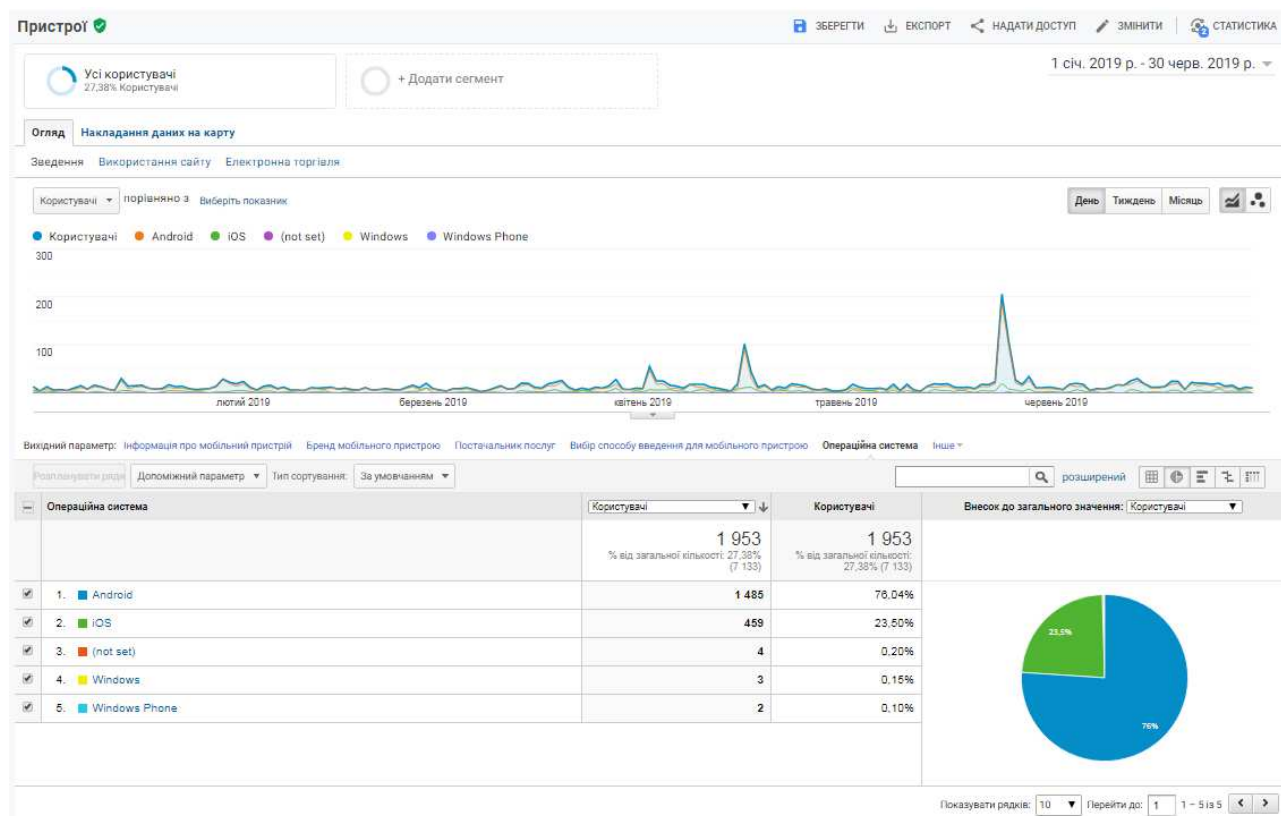 Пристрої
ЗБЕРЕГТИ ЕКСПОРТ НАДАТИ ДОСТУП ЗМІНИТИ СТАТИСТИКА
2
Усі користувачі
27,38% Користувачі
+ Додати сегмент
1 січ. 2019 р. - 30 черв. 2019 р.
Огляд Накладання даних на карту
Зведення Використання сайту Електронна торгівля
Користувачі порівняно з Виберіть показник
День Тиждень Місяць
Користувачі Android iOS (not set) Windows Windows Phone
300
200
100
лютий 2019 березень 2019 квітень 2019 травень 2019 червень 2019
Вихідний параметр: Інформація про мобільний пристрій Бренд мобільного пристрою Постачальник послуг Вибір способу введення для мобільного пристрою Операційна система Інше
Розпланувати рядки Допоміжний параметр Тип сортування: За умовчанням розширений
Операційна система Користувачі Користувачі Внесок до загального значення: Користувачі
1 953 1 953
% від загальної кількості: 27,38% % від загальної кількості:
(7 133) 27,38% (7 133)
1. Android 1 485 76,04%
2. iOS 459 23,50%
3. (not set) 4 0,20%
4. Windows 3 0,15%
5. Windows Phone 2 0,10%
23,5%
76%
Показувати рядків: 10 Перейти до: 1 1 – 5 із 5